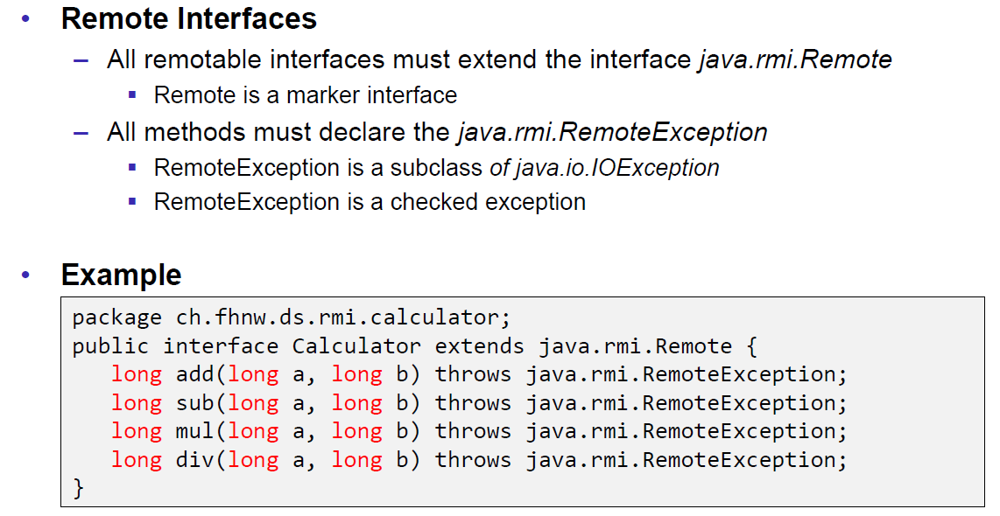 • Remote Interfaces
– All remotable interfaces must extend the interface java.rmi.Remote
▪ Remote is a marker interface
– All methods must declare the java.rmi.RemoteException
▪ RemoteException is a subclass of java.io.IOException
▪ RemoteException is a checked exception
• Example
package ch.fhnw.ds.rmi.calculator;
public interface Calculator extends java.rmi.Remote {
   long add(long a, long b) throws java.rmi.RemoteException;
   long sub(long a, long b) throws java.rmi.RemoteException;
   long mul(long a, long b) throws java.rmi.RemoteException;
   long div(long a, long b) throws java.rmi.RemoteException;
}